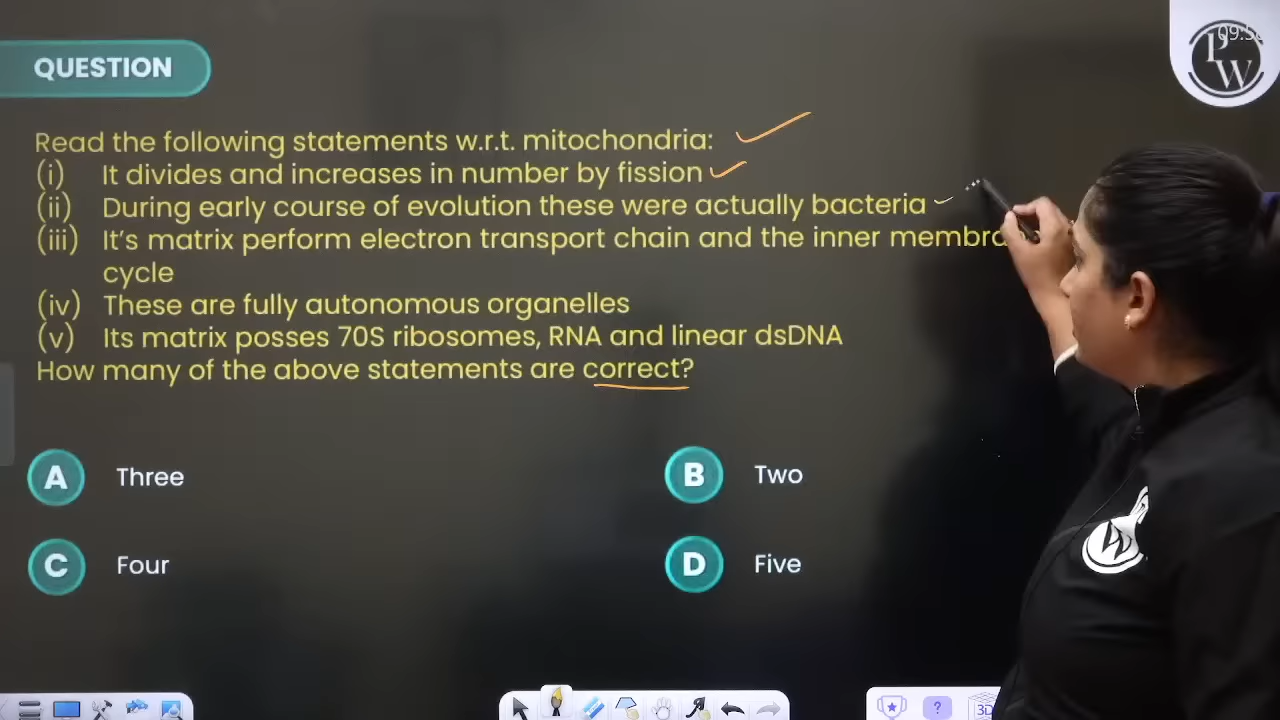 QUESTION
PW
Read the following statements w.r.t. mitochondria:
(i) It divides and increases in number by fission
(ii) During early course of evolution these were actually bacteria
(iii) It's matrix perform electron transport chain and the inner
cycle
(iv) These are fully autonomous organelles
(v) Its matrix posses 70S ribosomes, RNA and linear dsDNA
How many of the above statements are correct?
A Three
B Two
C Four
D Five
W
?
3D